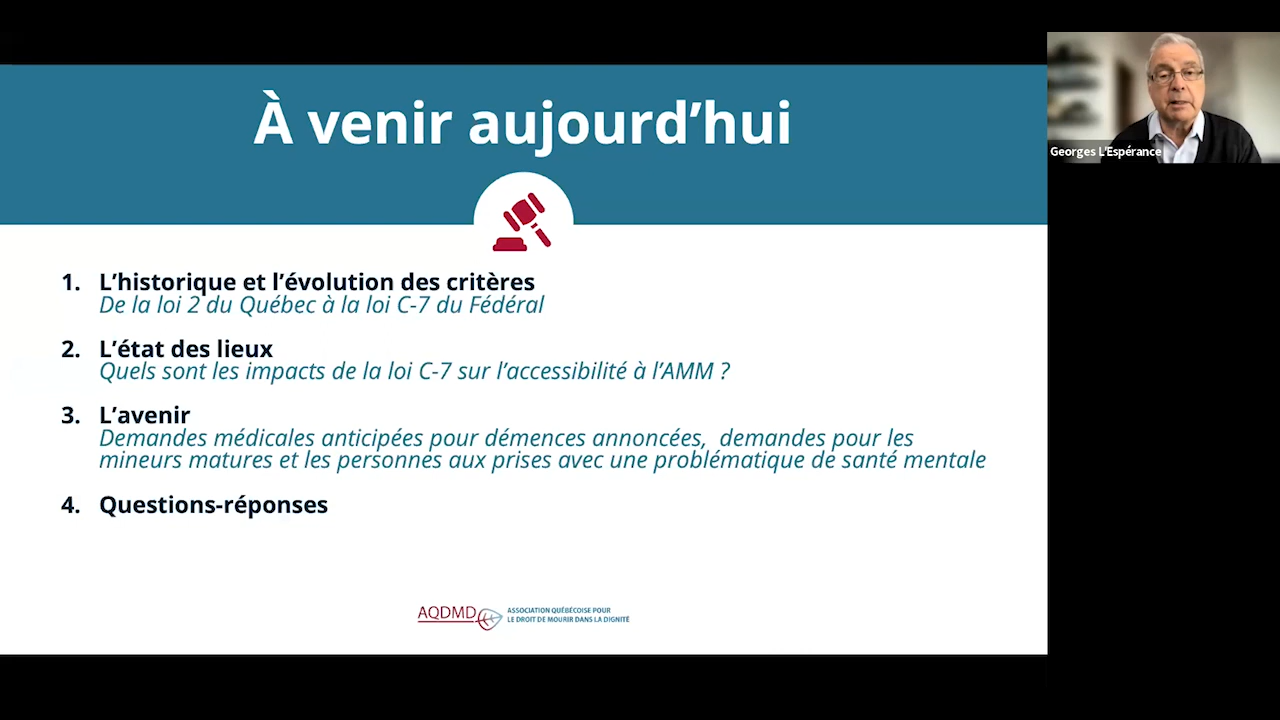 À venir aujourd’hui
Georges L'Espérance
1. L’historique et l’évolution des critères
De la loi 2 du Québec à la loi C-7 du Fédéral
2. L’état des lieux
Quels sont les impacts de la loi C-7 sur l’accessibilité à l’AMM ?
3. L’avenir
Demandes médicales anticipées pour démences annoncées, demandes pour les
mineurs matures et les personnes aux prises avec une problématique de santé mentale
4. Questions-réponses
AQDMD
ASSOCIATION QUÉBÉCOISE POUR
LE DROIT DE MOURIR DANS LA DIGNITÉ